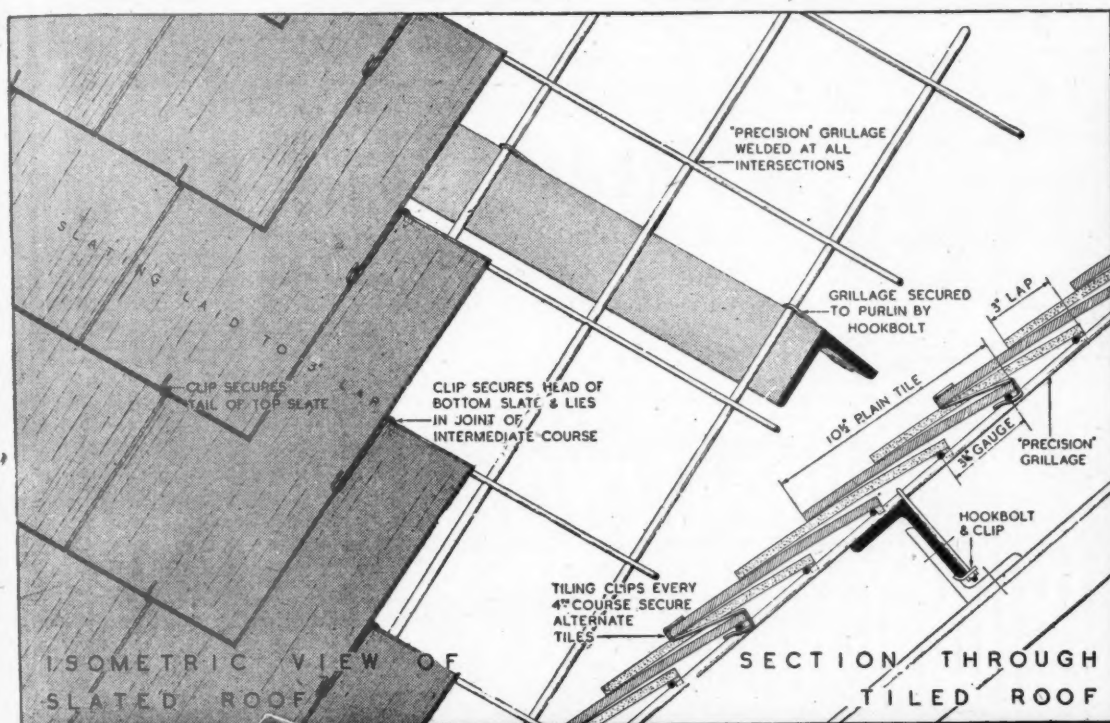 "PRECISION" GRILLAGE
WELDED AT ALL
INTERSECTIONS
SLATING LAID TO 3" LAP
GRILLAGE SECURED
TO PURLIN BY
HOOKBOLT
CLIP SECURES
TAIL OF TOP SLATE
CLIP SECURES HEAD OF
BOTTOM SLATE & LIES
IN JOINT OF
INTERMEDIATE COURSE
3" LAP
10½" PLAIN TILE
GAUGE
"PRECISION"
GRILLAGE
HOOKBOLT
& CLIP
TILING CLIPS EVERY
4TH COURSE SECURE
ALTERNATE
TILES
ISOMETRIC VIEW OF
SLATED ROOF
SECTION THROUGH
TILED ROOF